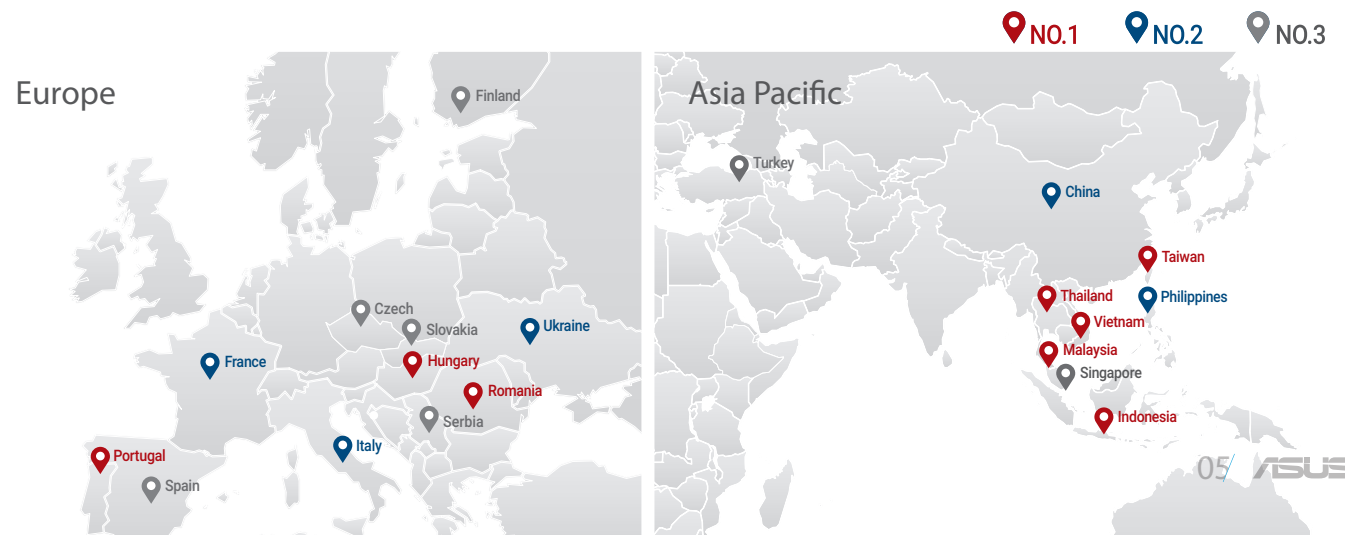 NO.1
NO.2
NO.3
Europe
Finland
Czech
Slovakia
Ukraine
France
Hungary
Romania
Serbia
Italy
Portugal
Spain
Asia Pacific
Turkey
China
Taiwan
Thailand
Philippines
Vietnam
Malaysia
Singapore
Indonesia
05/ ASUS